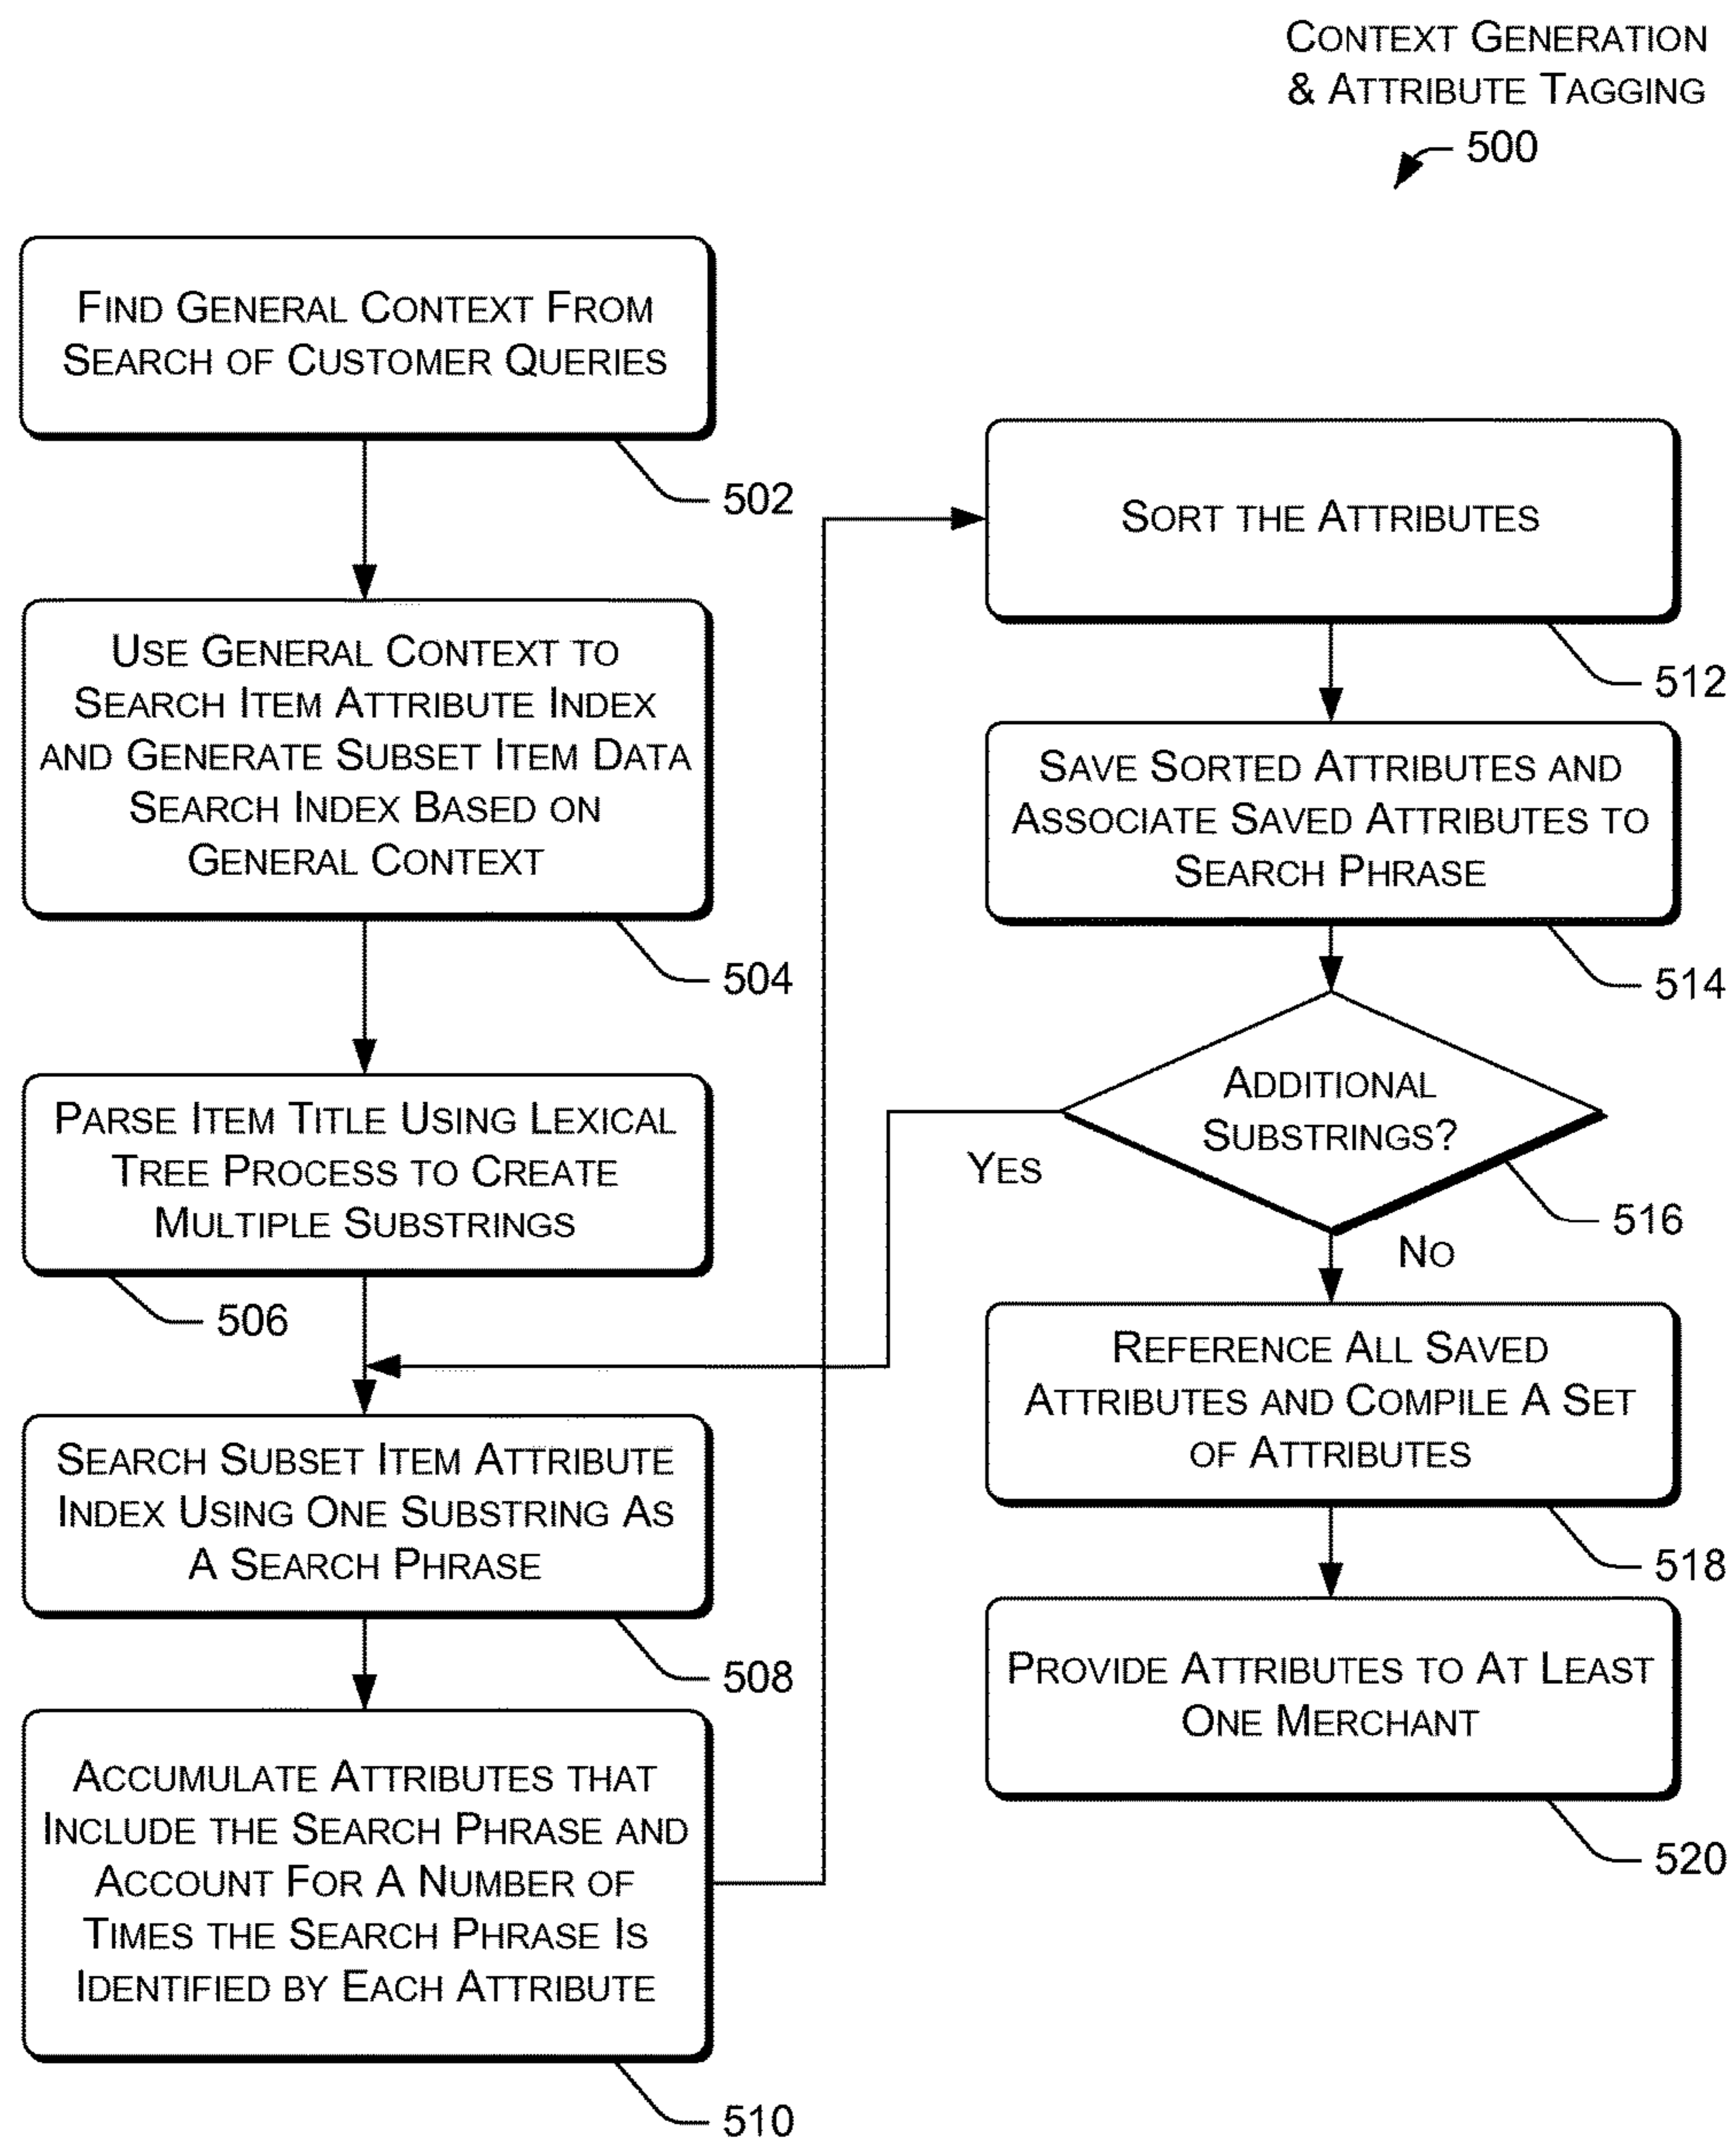 CONTEXT GENERATION
& ATTRIBUTE TAGGING
500
FIND GENERAL CONTEXT FROM
SEARCH OF CUSTOMER QUERIES
502
USE GENERAL CONTEXT TO
SEARCH ITEM ATTRIBUTE INDEX
AND GENERATE SUBSET ITEM DATA
SEARCH INDEX BASED ON
GENERAL CONTEXT
504
PARSE ITEM TITLE USING LEXICAL
TREE PROCESS TO CREATE
MULTIPLE SUBSTRINGS
506
SEARCH SUBSET ITEM ATTRIBUTE
INDEX USING ONE SUBSTRING AS
A SEARCH PHRASE
508
ACCUMULATE ATTRIBUTES THAT
INCLUDE THE SEARCH PHRASE AND
ACCOUNT FOR A NUMBER OF
TIMES THE SEARCH PHRASE IS
IDENTIFIED BY EACH ATTRIBUTE
510
SORT THE ATTRIBUTES
512
SAVE SORTED ATTRIBUTES AND
ASSOCIATE SAVED ATTRIBUTES TO
SEARCH PHRASE
514
ADDITIONAL
SUBSTRINGS?
516
YES
NO
REFERENCE ALL SAVED
ATTRIBUTES AND COMPILE A SET
OF ATTRIBUTES
518
PROVIDE ATTRIBUTES TO AT LEAST
ONE MERCHANT
520